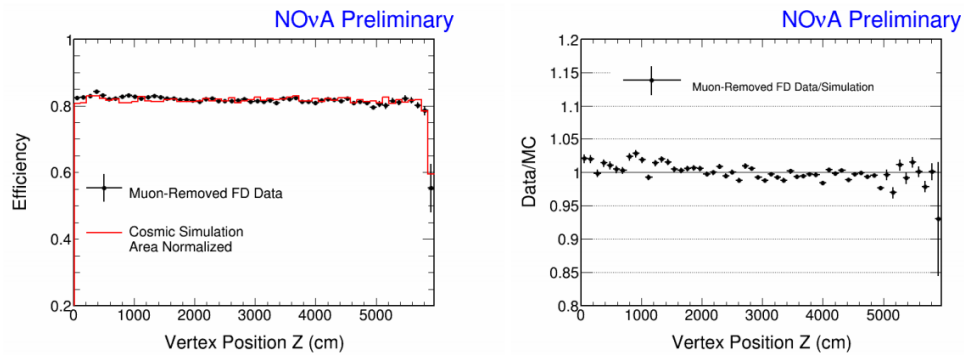 NOνA Preliminary
1
0.8
0.6
0.4
0.2
Efficiency
Muon-Removed FD Data
Cosmic Simulation
Area Normalized
0 1000 2000 3000 4000 5000
Vertex Position Z (cm)
NOνA Preliminary
1.2
1.15
1.1
1.05
1
0.95
0.9
0.85
0.8
Data/MC
Muon-Removed FD Data/Simulation
0 1000 2000 3000 4000 5000
Vertex Position Z (cm)